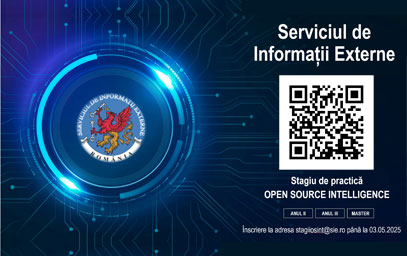 Serviciul de
Informații Externe
SERVICIUL DE INFORMAȚII EXTERNE
ROMÂNIA
Stagiu de practică
OPEN SOURCE INTELLIGENCE
ANUL II
ANUL III
MASTER
Înscriere la adresa stagiiosint@sie.ro până la 03.05.2025